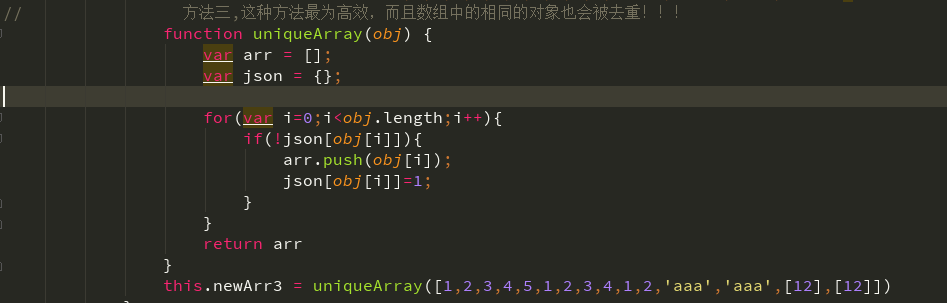 // 方法三,这种方法最为高效，而且数组中的相同的对象也会被去重！！！
function uniqueArray(obj) {
var arr = [];
var json = {};
for(var i=0;i<obj.length;i++){
if(!json[obj[i]]){
arr.push(obj[i]);
json[obj[i]]=1;
}
}
return arr
}
this.newArr3 = uniqueArray([1,2,3,4,5,1,2,3,4,1,2,'aaa','aaa',[12],[12]])